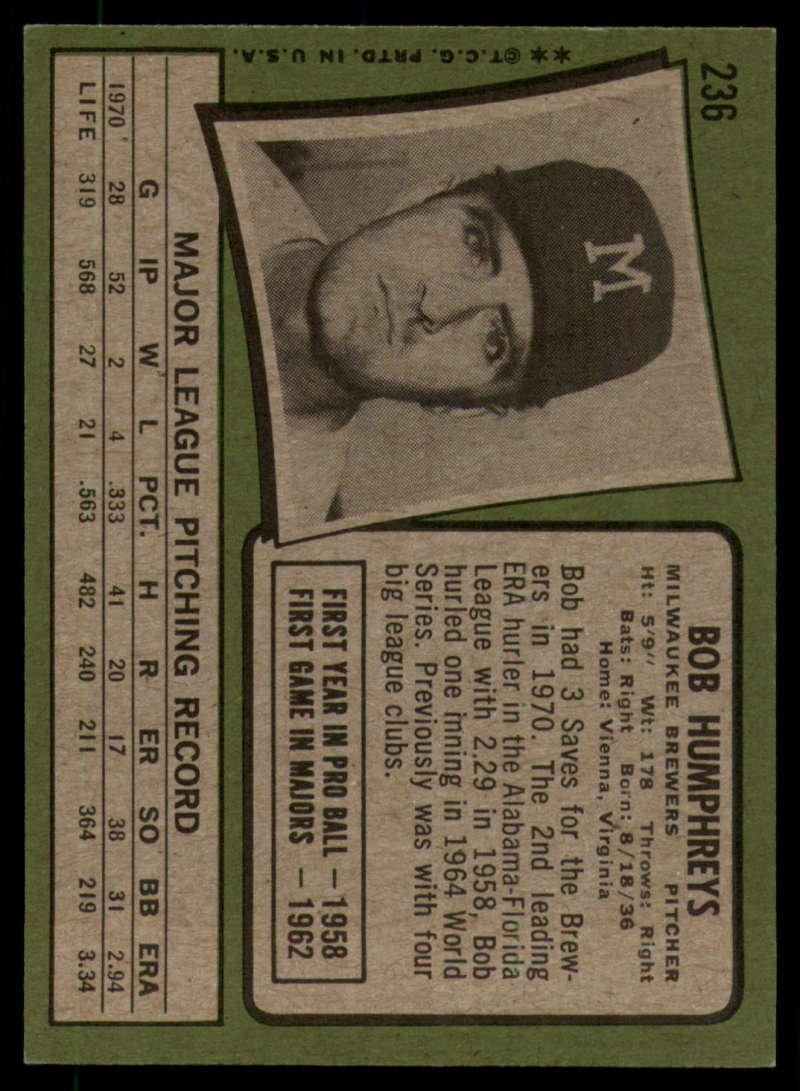 236
**©T.C.G. PRTD. IN U.S.A.
M
BOB HUMPHREYS
MILWAUKEE BREWERS PITCHER
Ht: 5'9" Wt: 178 Throws: Right
Bats: Right Born: 8/18/36
Home: Vienna, Virginia
Bob had 3 Saves for the Brew-
ers in 1970. The 2nd leading
ERA hurler in the Alabama-Florida
League with 2.29 in 1958, Bob
hurled one inning in 1964 World
Series. Previously was with four
big league clubs.
FIRST YEAR IN PRO BALL – 1958
FIRST GAME IN MAJORS – 1962
MAJOR LEAGUE PITCHING RECORD
G IP W L PCT. H R ER SO BB ERA
1970 28 52 2 4 .333 41 20 17 38 31 2.94
LIFE 319 568 27 21 .563 482 240 211 364 219 3.34